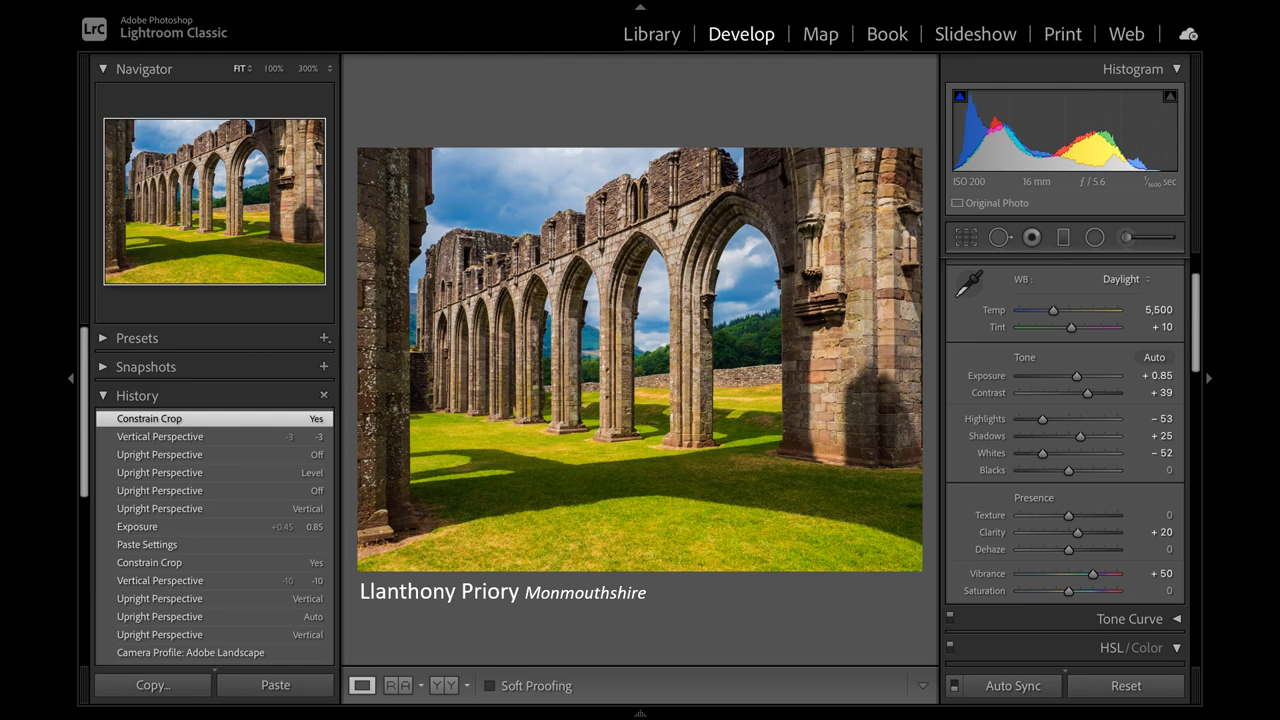 LrC
Adobe Photoshop
Lightroom Classic
Library | Develop | Map | Book | Slideshow | Print | Web
Navigator FIT 100% 300%
Presets
Snapshots
History
Constrain Crop Yes
Vertical Perspective -3 -3
Upright Perspective Off
Upright Perspective Level
Upright Perspective Off
Upright Perspective Vertical
Exposure +0.45 0.85
Paste Settings
Constrain Crop Yes
Vertical Perspective -10 -10
Upright Perspective Vertical
Upright Perspective Auto
Upright Perspective Vertical
Camera Profile: Adobe Landscape
Copy... Paste
Llanthony Priory Monmouthshire
R A Y Y Soft Proofing
Histogram
ISO 200 16 mm ƒ / 5.6 sec
Original Photo
WB : Daylight
Temp 5,500
Tint + 10
Tone Auto
Exposure + 0.85
Contrast + 39
Highlights – 53
Shadows + 25
Whites – 52
Blacks 0
Presence
Texture 0
Clarity + 20
Dehaze 0
Vibrance + 50
Saturation 0
Tone Curve
HSL / Color
Auto Sync Reset